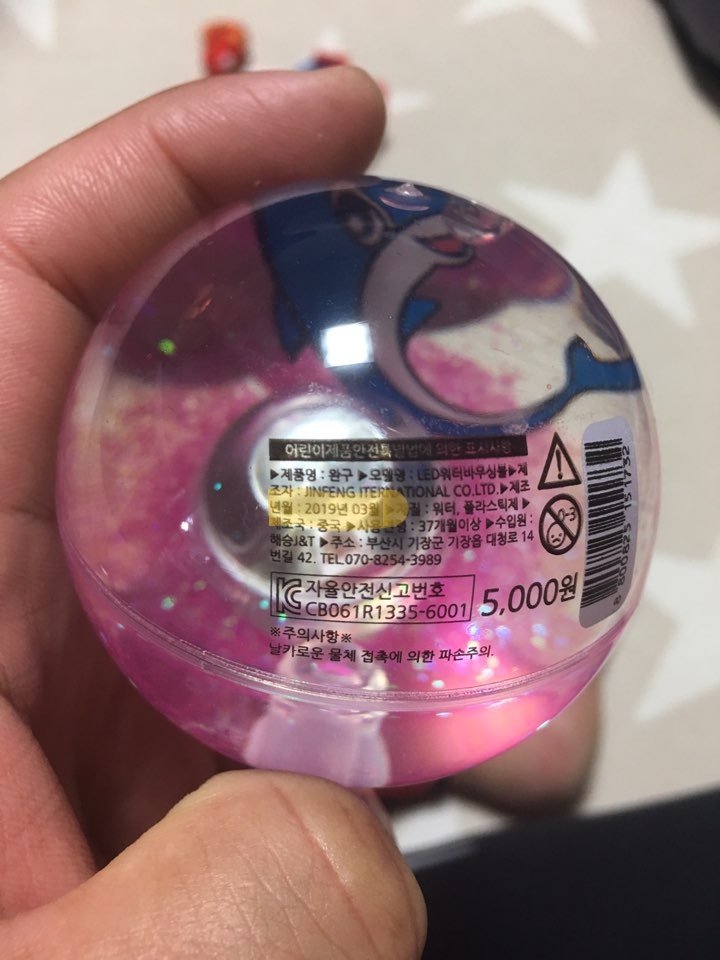 어린이제품안전특별법에 의한 표시사항
▶제품명 : 완구 ▶모델명 : LED워터바우싱볼▶제
조자 : JINFENG ITERNATIONAL CO.LTD.▶제조
년월 : 2019년 03월 ▶재질 : 워터, 플라스틱▶제
조국 : 중국 ▶사용연령 : 37개월이상 ▶수입원 :
해승J&T ▶주소 : 부산시 기장군 기장읍 대청로 14
번길 42. TEL.070-8254-3989
0-3
KC 자율안전신고번호
CB061R1335-6001
5,000원
※주의사항※
날카로운 물체 접촉에 의한 파손주의.
8 800825 151732